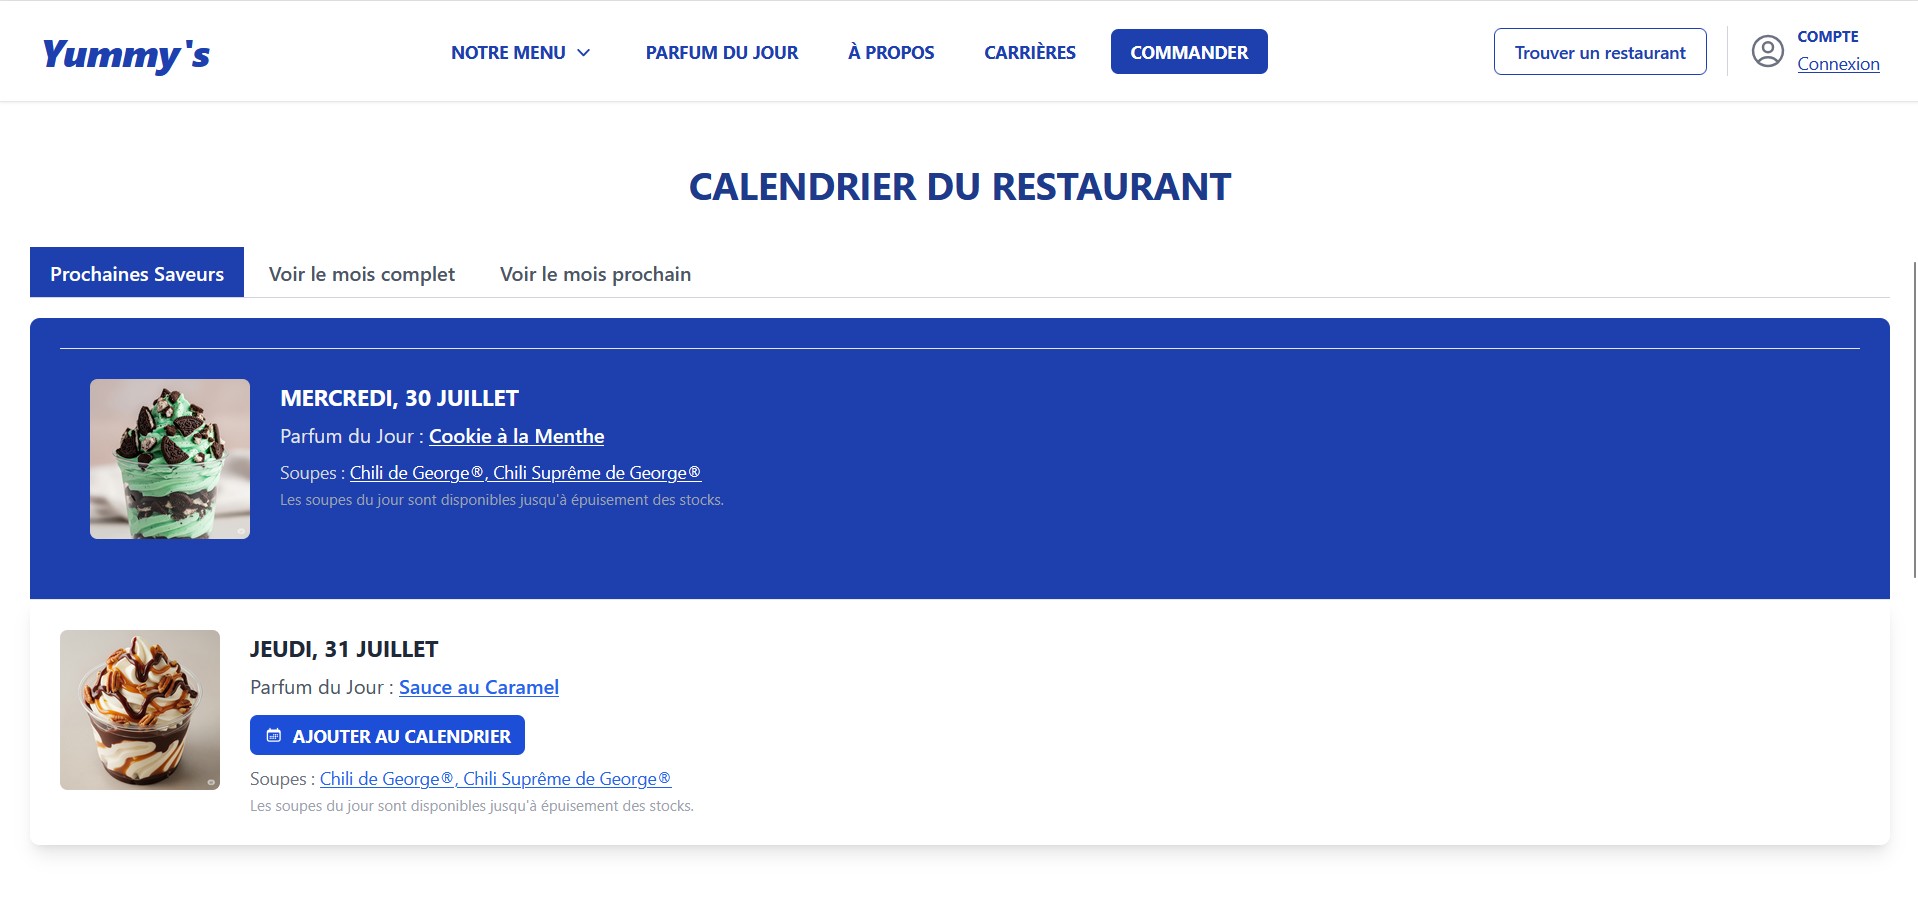 Yummy's
NOTRE MENU
PARFUM DU JOUR
À PROPOS
CARRIÈRES
COMMANDER
Trouver un restaurant
COMPTE
Connexion
CALENDRIER DU RESTAURANT
Prochaines Saveurs
Voir le mois complet
Voir le mois prochain
MERCREDI, 30 JUILLET
Parfum du Jour : Cookie à la Menthe
Soupes : Chili de George®, Chili Suprême de George®
Les soupes du jour sont disponibles jusqu'à épuisement des stocks.
JEUDI, 31 JUILLET
Parfum du Jour : Sauce au Caramel
AJOUTER AU CALENDRIER
Soupes : Chili de George®, Chili Suprême de George®
Les soupes du jour sont disponibles jusqu'à épuisement des stocks.